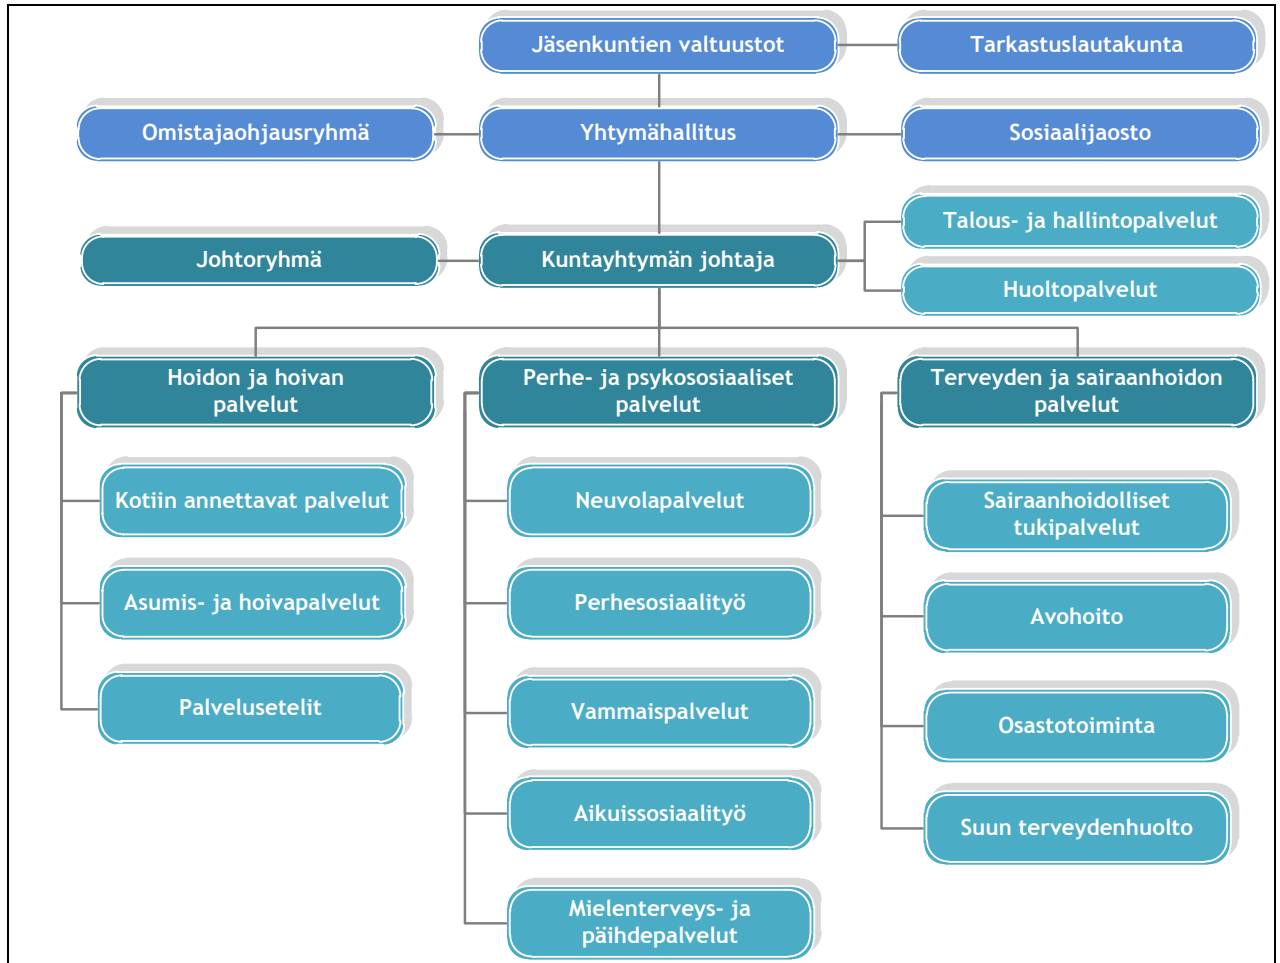 Jäsenkuntien valtuustot
Tarkastuslautakunta
Omistajaohjausryhmä
Yhtymähallitus
Sosiaalijaosto
Talous- ja hallintopalvelut
Johtoryhmä
Kuntayhtymän johtaja
Huoltopalvelut
Hoidon ja hoivan
palvelut
Perhe- ja psykososiaaliset
palvelut
Terveyden ja sairaanhoidon
palvelut
Kotiin annettavat palvelut
Asumis- ja hoivapalvelut
Palvelusetelit
Neuvolapalvelut
Perhesosiaalityö
Vammaispalvelut
Aikuissosiaalityö
Mielenterveys- ja
päihdepalvelut
Sairaanhoidolliset
tukipalvelut
Avohoito
Osastotoiminta
Suun terveydenhuolto